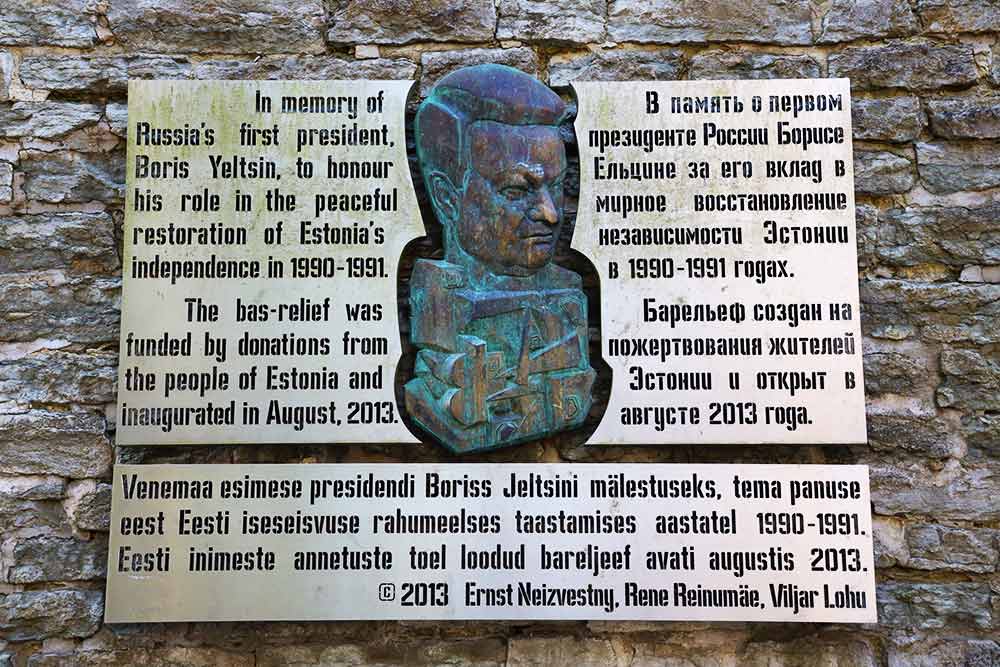 In memory of
Russia's first president,
Boris Yeltsin, to honour
his role in the peaceful
restoration of Estonia's
independence in 1990-1991.
The bas-relief was
funded by donations from
the people of Estonia and
inaugurated in August, 2013.
В память о первом
президенте России Борисе
Ельцине за его вклад в
мирное восстановление
независимости Эстонии
в 1990-1991 годах.
Барельеф создан на
пожертвования жителей
Эстонии и открыт в
августе 2013 года.
Venemaa esimese presidendi Boriss Jeltsini mälestuseks, tema panuse
eest Eesti iseseisvuse rahumeelses taastamises aastatel 1990-1991.
Eesti inimeste annetuste toel loodud bareljeef avati augustis 2013.
© 2013 Ernst Neizvestny, Rene Reinumäe, Viljar Lohu